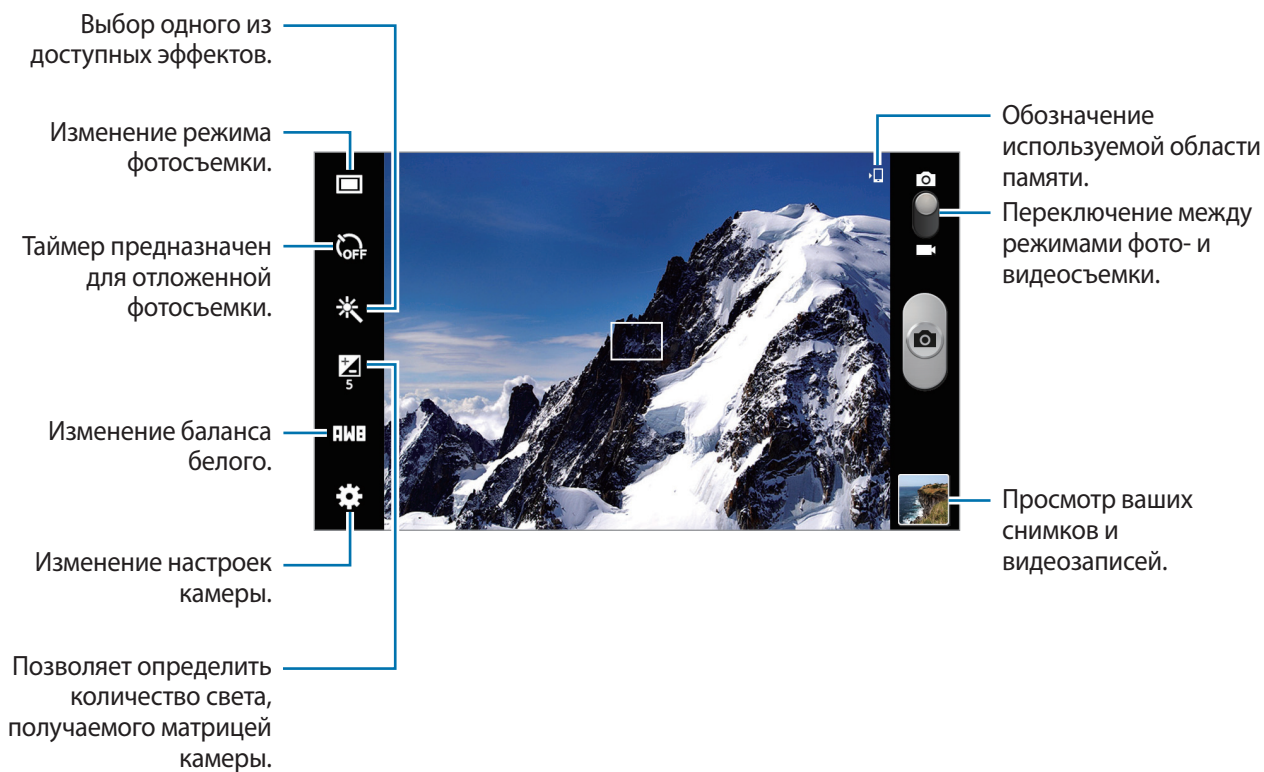 Выбор одного из
доступных эффектов.
Изменение режима
фотосъемки.
Таймер предназначен
для отложенной
фотосъемки.
Изменение баланса
белого.
Изменение настроек
камеры.
Позволяет определить
количество света,
получаемого матрицей
камеры.
OFF
5
AWB
Обозначение
используемой области
памяти.
Переключение между
режимами фото- и
видеосъемки.
Просмотр ваших
снимков и
видеозаписей.